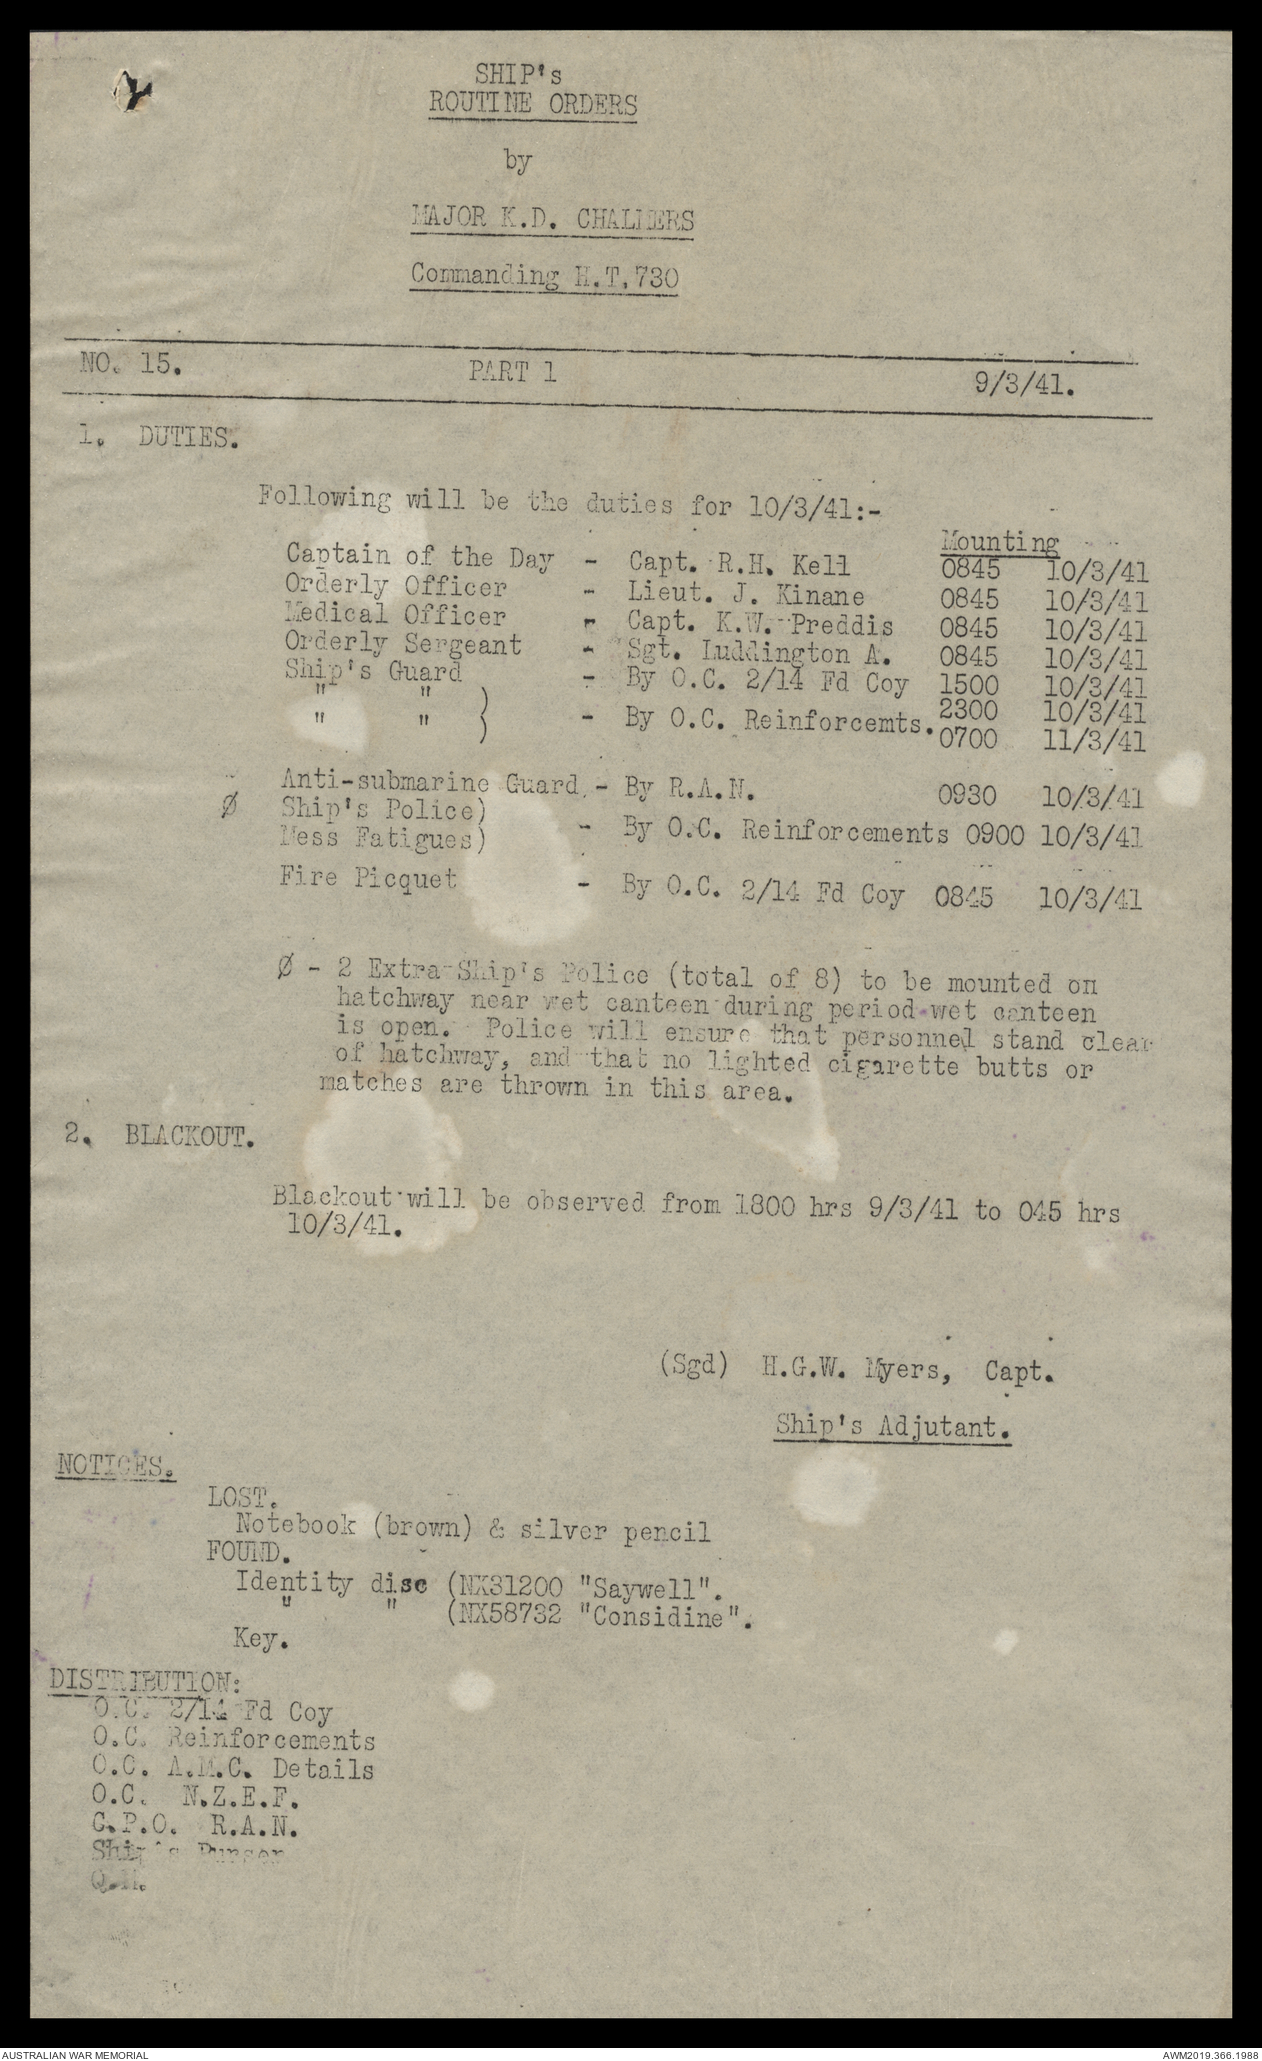 SHIP's
ROUTINE ORDERS
by
MAJOR K.D. CHALMERS
Commanding H.T.730
NO. 15. PART 1 9/3/41.
1. DUTIES.
Following will be the duties for 10/3/41:-
Mounting
Captain of the Day - Capt. R.H. Kell 0845 10/3/41
Orderly Officer - Lieut. J. Kinane 0845 10/3/41
Medical Officer - Capt. K.W. Preddis 0845 10/3/41
Orderly Sergeant - Sgt. Luddington A. 0845 10/3/41
Ship's Guard - By O.C. 2/14 Fd Coy 1500 10/3/41
" " ) 2300 10/3/41
" " ) - By O.C. Reinforcemts. 0700 11/3/41
Anti-submarine Guard - By R.A.N. 0930 10/3/41
Ø Ship's Police)
Mess Fatigues) - By O.C. Reinforcements 0900 10/3/41
Fire Picquet - By O.C. 2/14 Fd Coy 0845 10/3/41
Ø - 2 Extra Ship's Police (total of 8) to be mounted on
hatchway near wet canteen during period wet canteen
is open. Police will ensure that personnel stand clear
of hatchway, and that no lighted cigarette butts or
matches are thrown in this area.
2. BLACKOUT.
Blackout will be observed from 1800 hrs 9/3/41 to 045 hrs
10/3/41.
(Sgd) H.G.W. Myers, Capt.
Ship's Adjutant.
NOTICES.
LOST.
Notebook (brown) & silver pencil
FOUND.
Identity disc (NX31200 "Saywell".
" " (NX58732 "Considine".
Key.
DISTRIBUTION:
O.C. 2/14 Fd Coy
O.C. Reinforcements
O.C. A.M.C. Details
O.C. N.Z.E.F.
C.P.O. R.A.N.
Ship's Purser
Q.M.
AUSTRALIAN WAR MEMORIAL AWM2019.366.1988